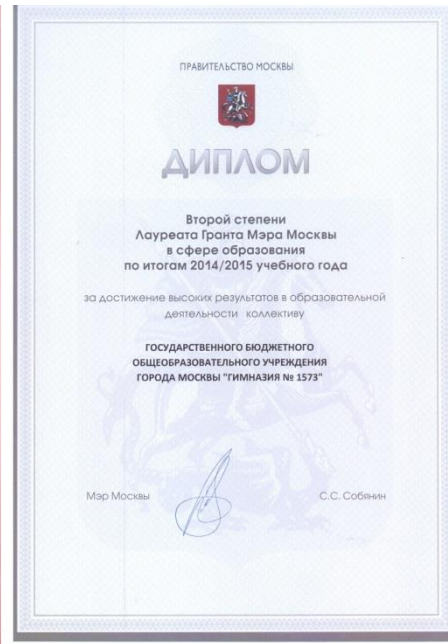 ПРАВИТЕЛЬСТВО МОСКВЫ
ДИПЛОМ
Второй степени
Лауреата Гранта Мэра Москвы
в сфере образования
по итогам 2014/2015 учебного года
за достижение высоких результатов в образовательной
деятельности коллективу
ГОСУДАРСТВЕННОГО БЮДЖЕТНОГО
ОБЩЕОБРАЗОВАТЕЛЬНОГО УЧРЕЖДЕНИЯ
ГОРОДА МОСКВЫ "ГИМНАЗИЯ № 1573"
Мэр Москвы С.С. Собянин